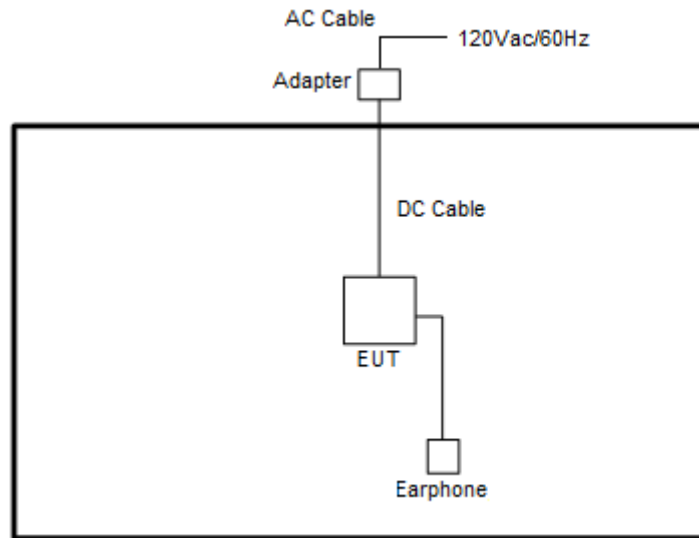 AC Cable
120Vac/60Hz
Adapter
DC Cable
EUT
Earphone